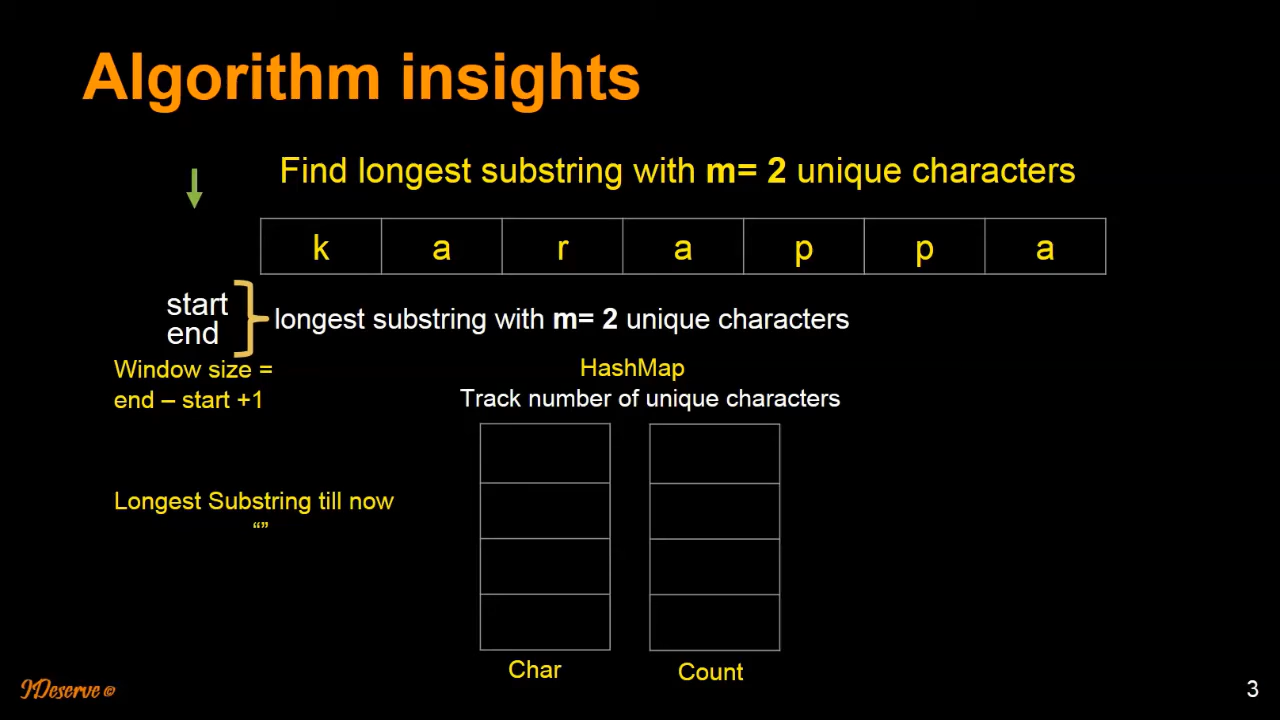 Algorithm insights
Find longest substring with m= 2 unique characters
k a r a p p a
start
end
longest substring with m= 2 unique characters
Window size =
end – start +1
HashMap
Track number of unique characters
Longest Substring till now
“”
Char
Count
IDeserve ©
3